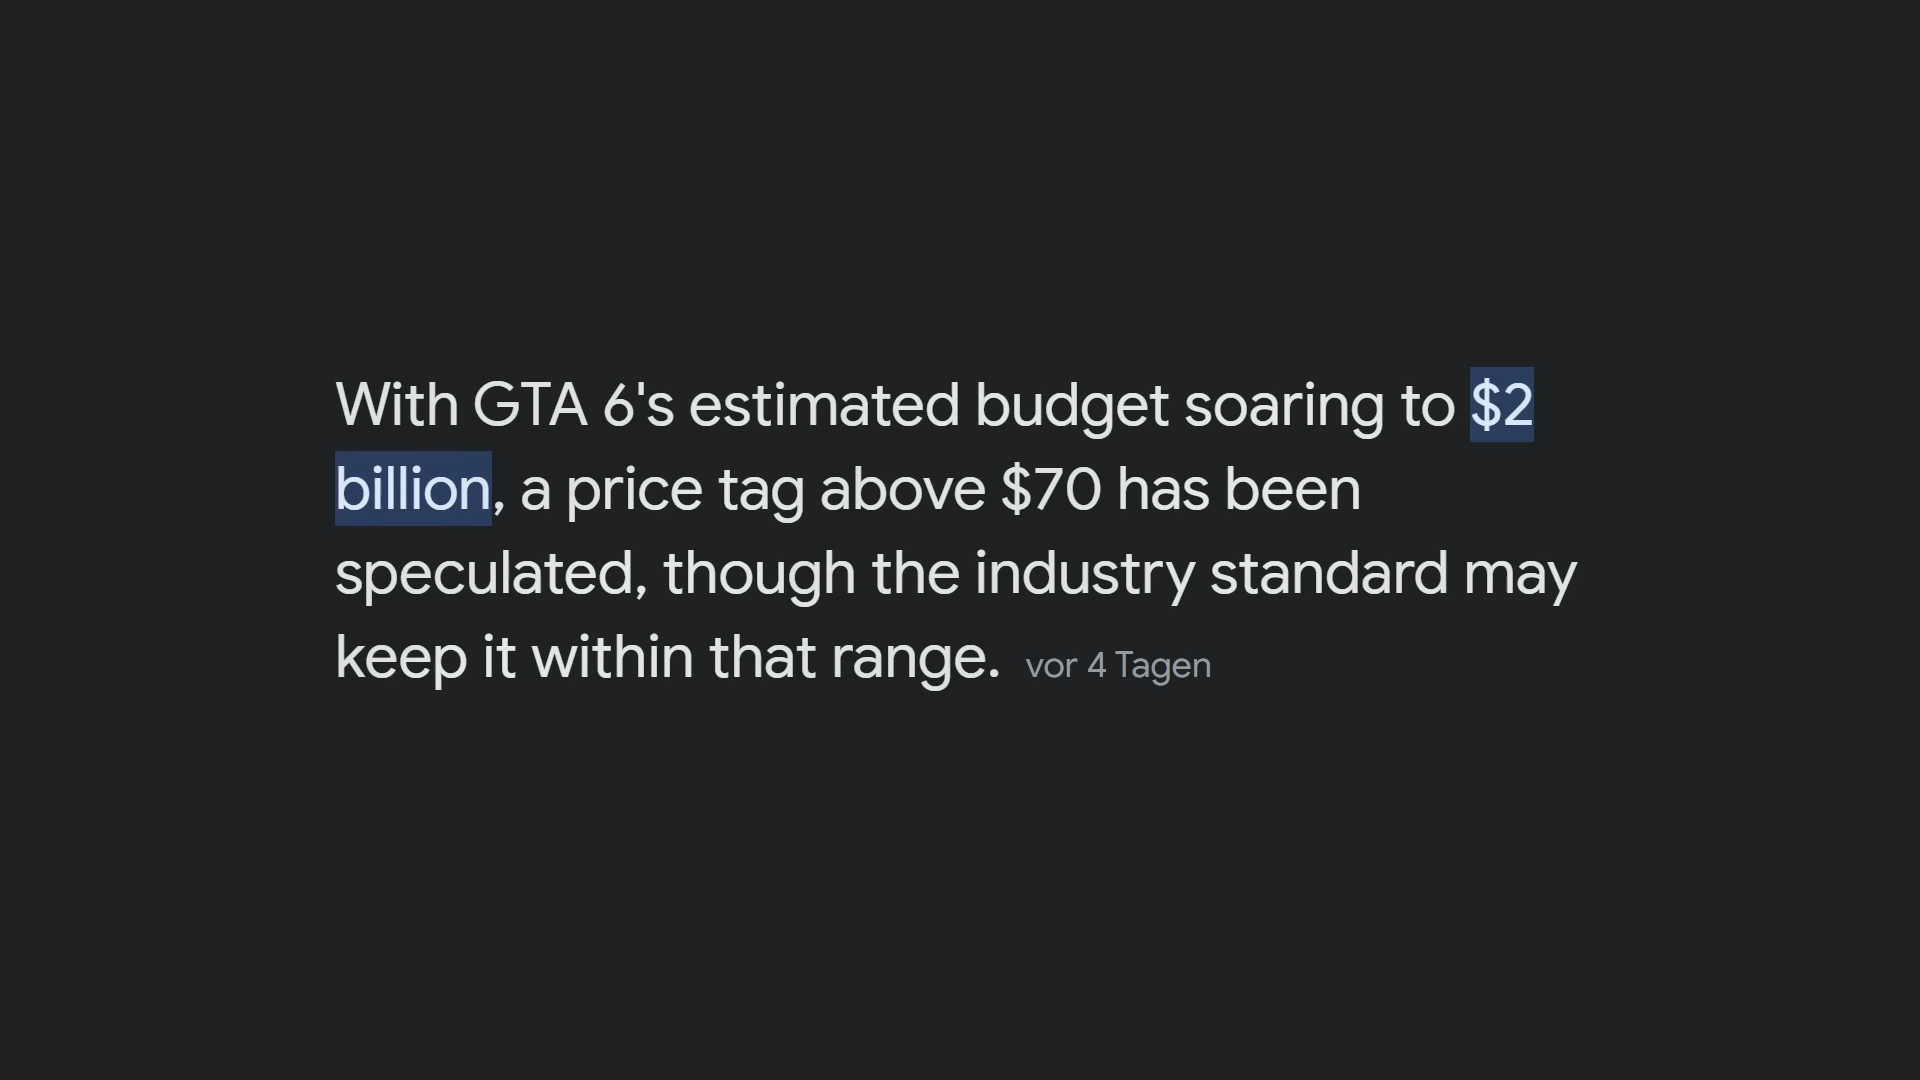 With GTA 6's estimated budget soaring to $2
billion, a price tag above $70 has been
speculated, though the industry standard may
keep it within that range. vor 4 Tagen